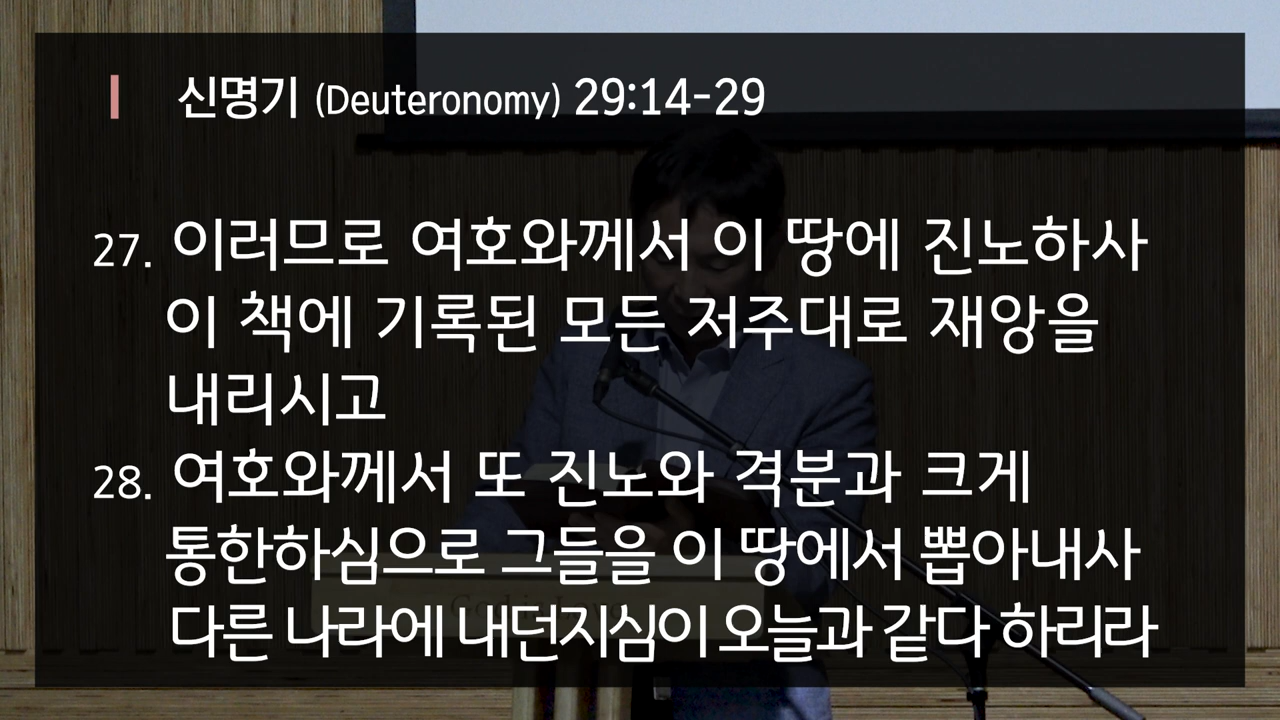 신명기 (Deuteronomy) 29:14-29
27. 이러므로 여호와께서 이 땅에 진노하사
이 책에 기록된 모든 저주대로 재앙을
내리시고
28. 여호와께서 또 진노와 격분과 크게
통한하심으로 그들을 이 땅에서 뽑아내사
다른 나라에 내던지심이 오늘과 같다 하리라